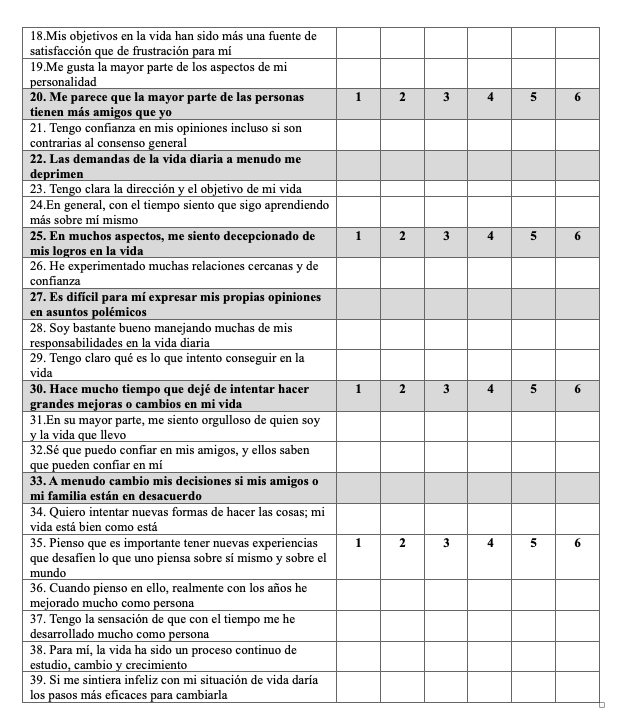 18.Mis objetivos en la vida han sido más una fuente de
satisfacción que de frustración para mí
19.Me gusta la mayor parte de los aspectos de mi
personalidad
20. Me parece que la mayor parte de las personas 1 2 3 4 5 6
tienen más amigos que yo
21. Tengo confianza en mis opiniones incluso si son
contrarias al consenso general
22. Las demandas de la vida diaria a menudo me
deprimen
23. Tengo clara la dirección y el objetivo de mi vida
24.En general, con el tiempo siento que sigo aprendiendo
más sobre mí mismo
25. En muchos aspectos, me siento decepcionado de 1 2 3 4 5 6
mis logros en la vida
26. He experimentado muchas relaciones cercanas y de
confianza
27. Es difícil para mí expresar mis propias opiniones
en asuntos polémicos
28. Soy bastante bueno manejando muchas de mis
responsabilidades en la vida diaria
29. Tengo claro qué es lo que intento conseguir en la
vida
30. Hace mucho tiempo que dejé de intentar hacer 1 2 3 4 5 6
grandes mejoras o cambios en mi vida
31.En su mayor parte, me siento orgulloso de quien soy
y la vida que llevo
32.Sé que puedo confiar en mis amigos, y ellos saben
que pueden confiar en mí
33. A menudo cambio mis decisiones si mis amigos o
mi familia están en desacuerdo
34. Quiero intentar nuevas formas de hacer las cosas; mi
vida está bien como está
35. Pienso que es importante tener nuevas experiencias 1 2 3 4 5 6
que desafíen lo que uno piensa sobre sí mismo y sobre el
mundo
36. Cuando pienso en ello, realmente con los años he
mejorado mucho como persona
37. Tengo la sensación de que con el tiempo me he
desarrollado mucho como persona
38. Para mí, la vida ha sido un proceso continuo de
estudio, cambio y crecimiento
39. Si me sintiera infeliz con mi situación de vida daría
los pasos más eficaces para cambiarla